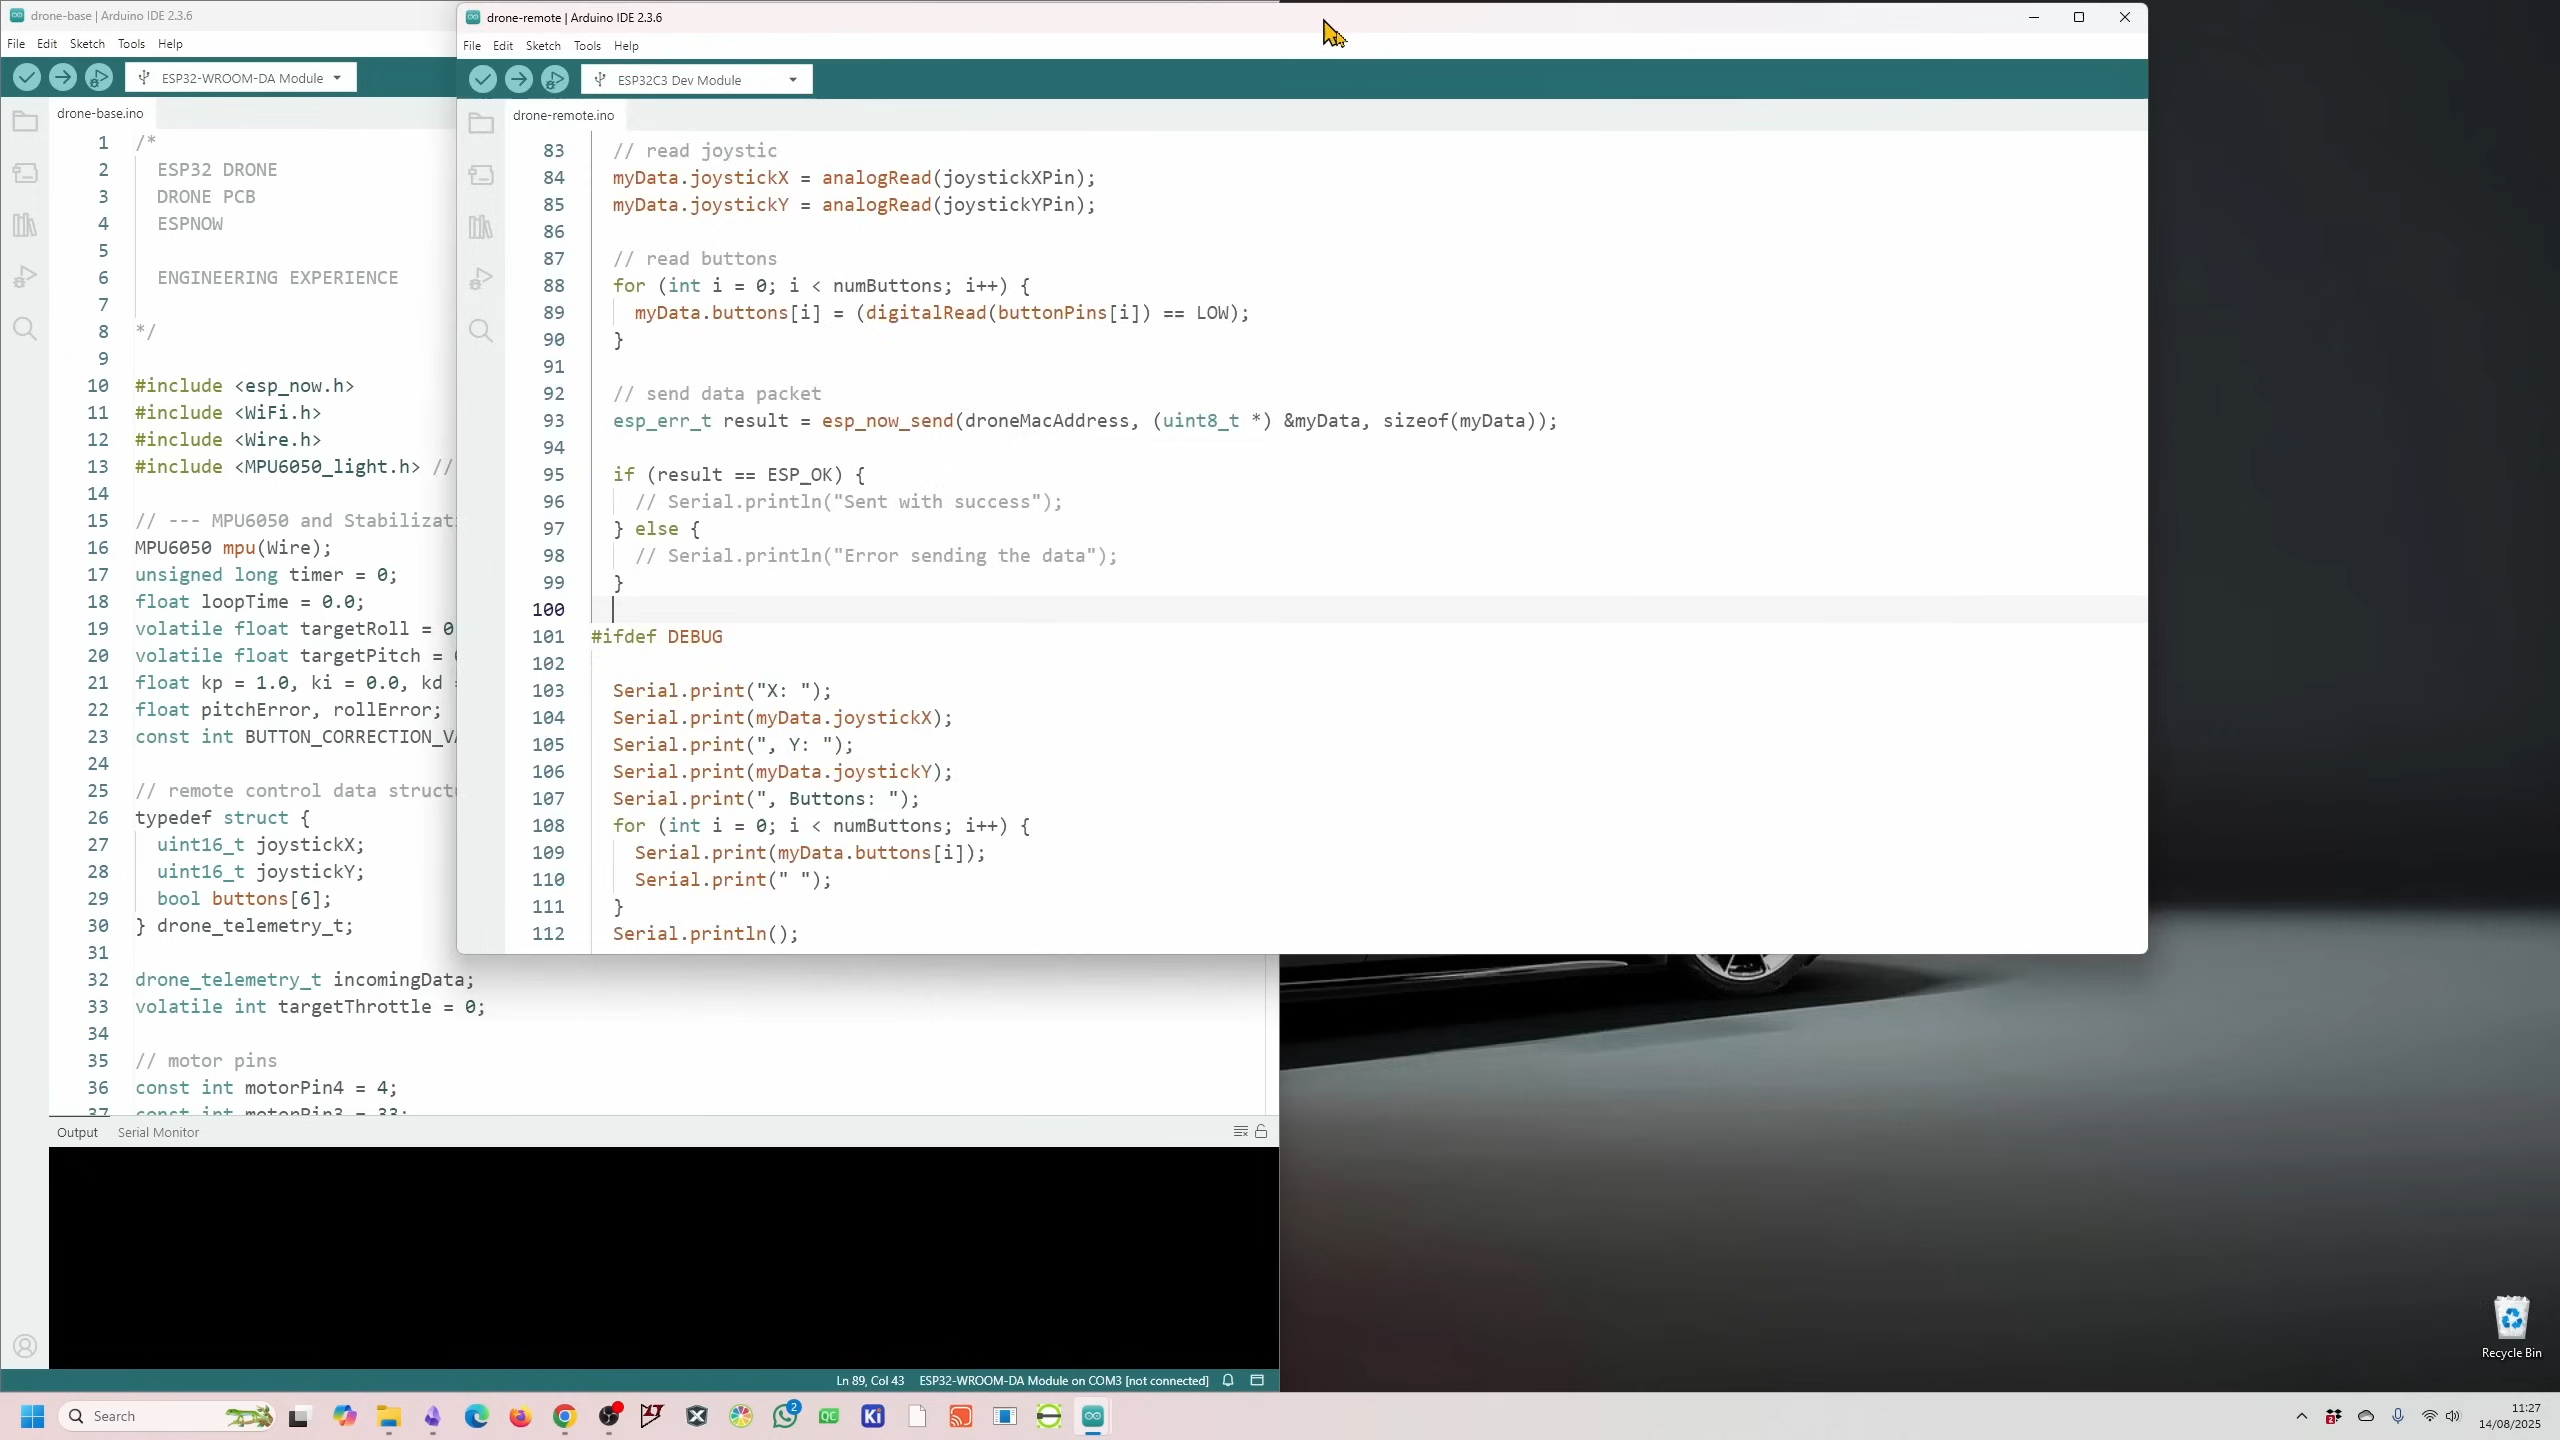 drone-base | Arduino IDE 2.3.6
File Edit Sketch Tools Help
ESP32-WROOM-DA Module
drone-base.ino
1 /*
2 ESP32 DRONE
3 DRONE PCB
4 ESPNOW
5
6 ENGINEERING EXPERIENCE
7
8 */
9
10 #include <esp_now.h>
11 #include <WiFi.h>
12 #include <Wire.h>
13 #include <MPU6050_light.h> //
14
15 // --- MPU6050 and Stabilizati
16 MPU6050 mpu(Wire);
17 unsigned long timer = 0;
18 float loopTime = 0.0;
19 volatile float targetRoll = 0
20 volatile float targetPitch =
21 float kp = 1.0, ki = 0.0, kd
22 float pitchError, rollError;
23 const int BUTTON_CORRECTION_VA
24
25 // remote control data struct
26 typedef struct {
27 uint16_t joystickX;
28 uint16_t joystickY;
29 bool buttons[6];
30 } drone_telemetry_t;
31
32 drone_telemetry_t incomingData;
33 volatile int targetThrottle = 0;
34
35 // motor pins
36 const int motorPin4 = 4;
37 const int motorPin3 = 33;
Output Serial Monitor
Ln 89, Col 43 ESP32-WROOM-DA Module on COM3 [not connected]
drone-remote | Arduino IDE 2.3.6
File Edit Sketch Tools Help
ESP32C3 Dev Module
drone-remote.ino
83 // read joystic
84 myData.joystickX = analogRead(joystickXPin);
85 myData.joystickY = analogRead(joystickYPin);
86
87 // read buttons
88 for (int i = 0; i < numButtons; i++) {
89 myData.buttons[i] = (digitalRead(buttonPins[i]) == LOW);
90 }
91
92 // send data packet
93 esp_err_t result = esp_now_send(droneMacAddress, (uint8_t *) &myData, sizeof(myData));
94
95 if (result == ESP_OK) {
96 // Serial.println("Sent with success");
97 } else {
98 // Serial.println("Error sending the data");
99 }
100
101 #ifdef DEBUG
102
103 Serial.print("X: ");
104 Serial.print(myData.joystickX);
105 Serial.print(", Y: ");
106 Serial.print(myData.joystickY);
107 Serial.print(", Buttons: ");
108 for (int i = 0; i < numButtons; i++) {
109 Serial.print(myData.buttons[i]);
110 Serial.print(" ");
111 }
112 Serial.println();
Recycle Bin
Search
2
QC
Ki
2
11:27
14/08/2025